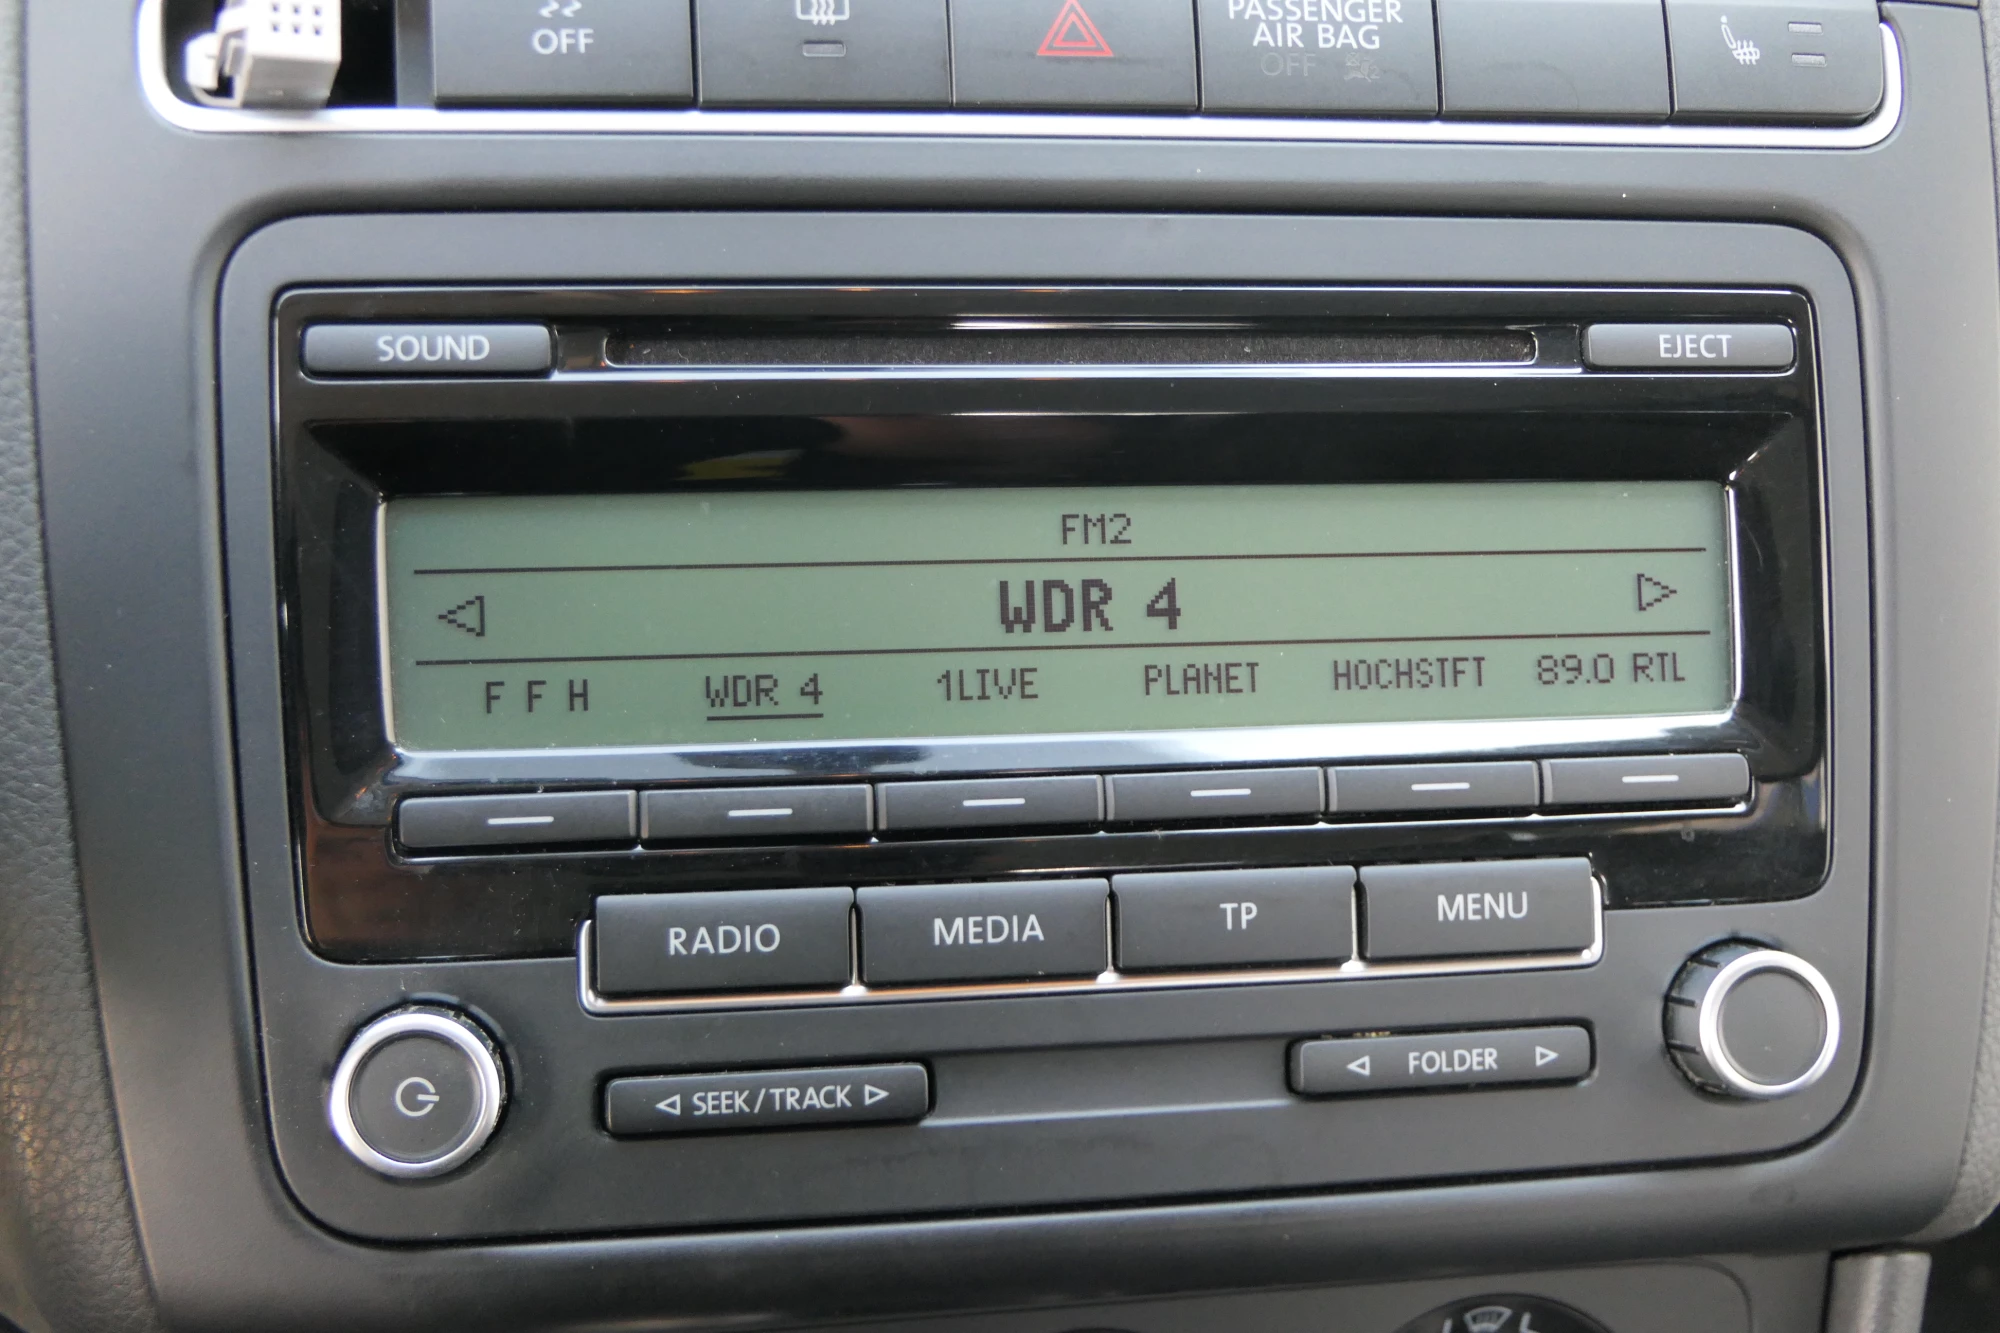 OFF
PASSENGER
AIR BAG
OFF
SOUND
EJECT
FM2
WDR 4
F F H WDR 4 1LIVE PLANET HOCHSTFT 89.0 RTL
RADIO MEDIA TP MENU
SEEK/TRACK
FOLDER